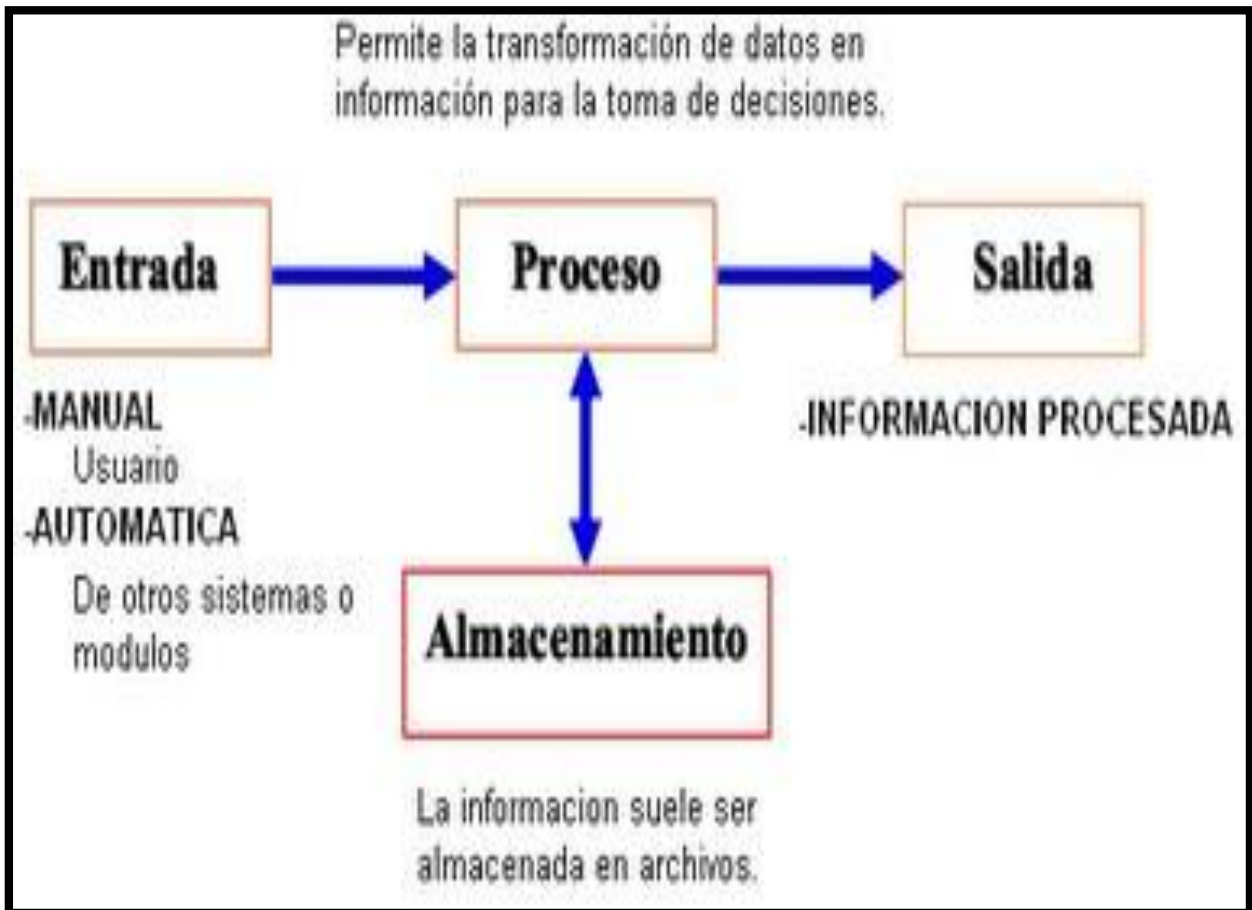 Permite la transformación de datos en
información para la toma de decisiones.
Entrada
Proceso
Salida
-MANUAL
Usuario
-AUTOMATICA
De otros sistemas o
modulos
-INFORMACION PROCESADA
Almacenamiento
La informacion suele ser
almacenada en archivos.